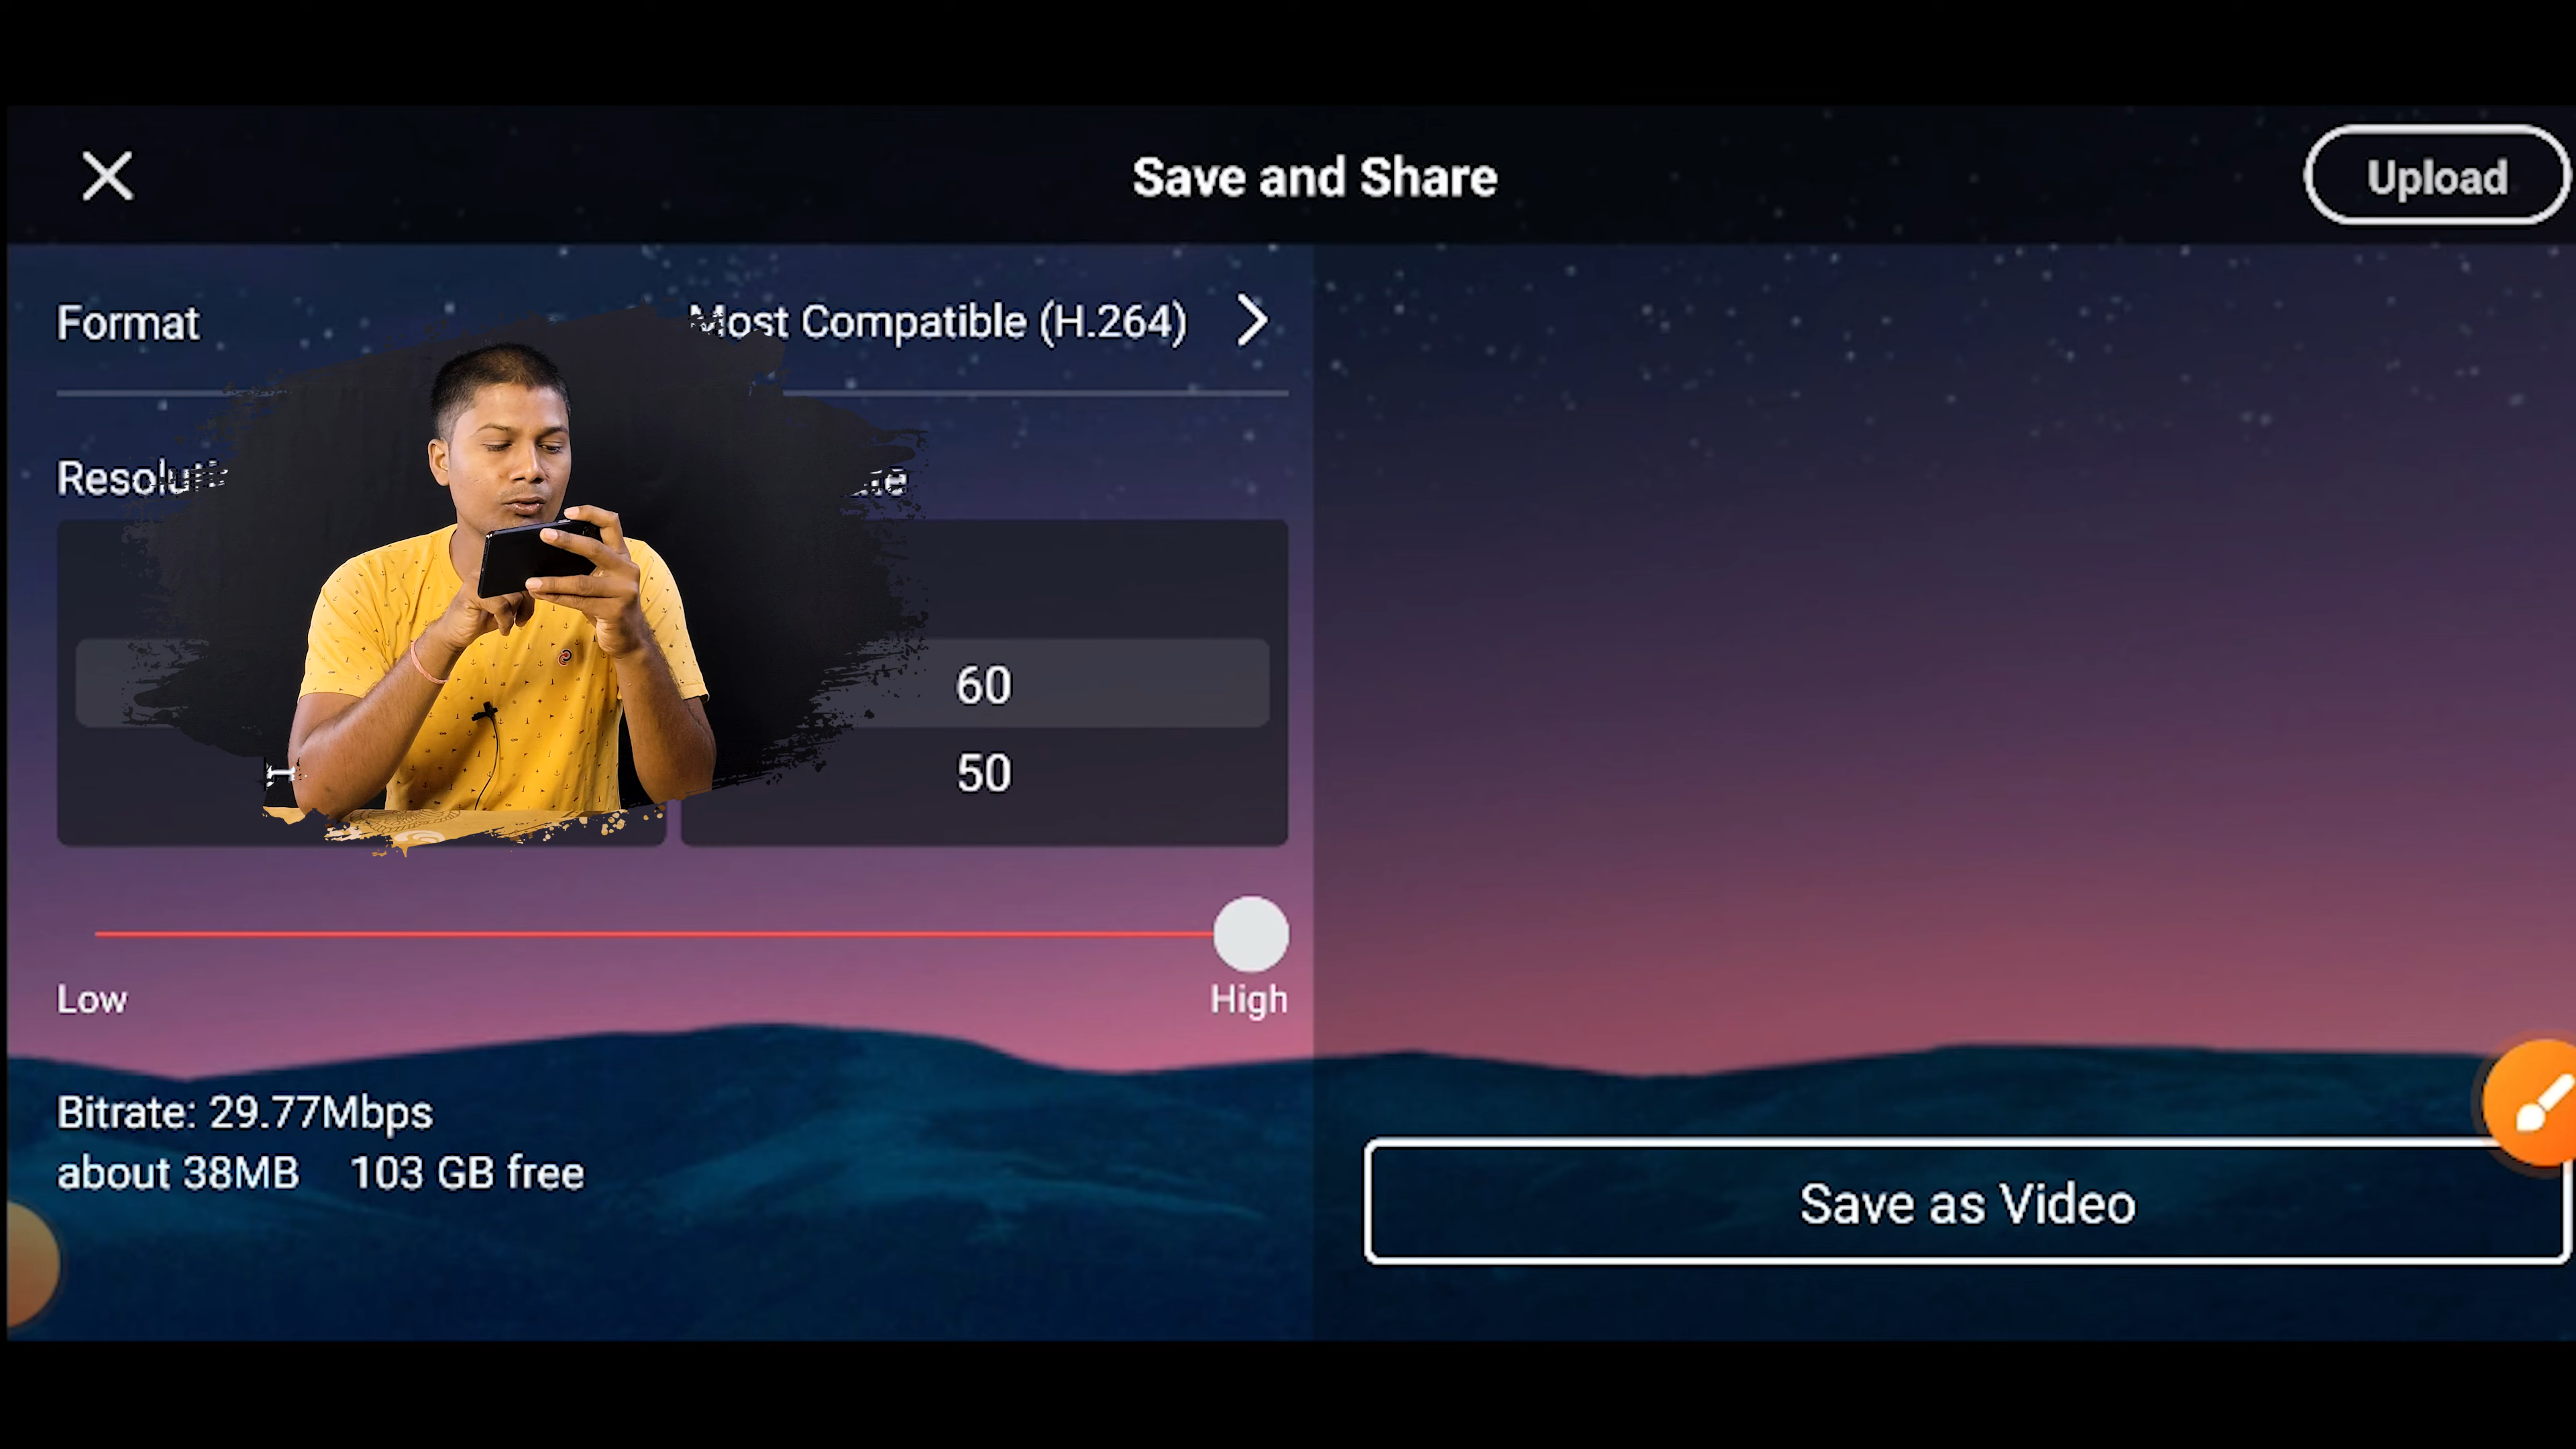 Save and Share
Upload
Format
Most Compatible (H.264)
60
50
Low
High
Bitrate: 29.77Mbps
about 38MB 103 GB free
Save as Video